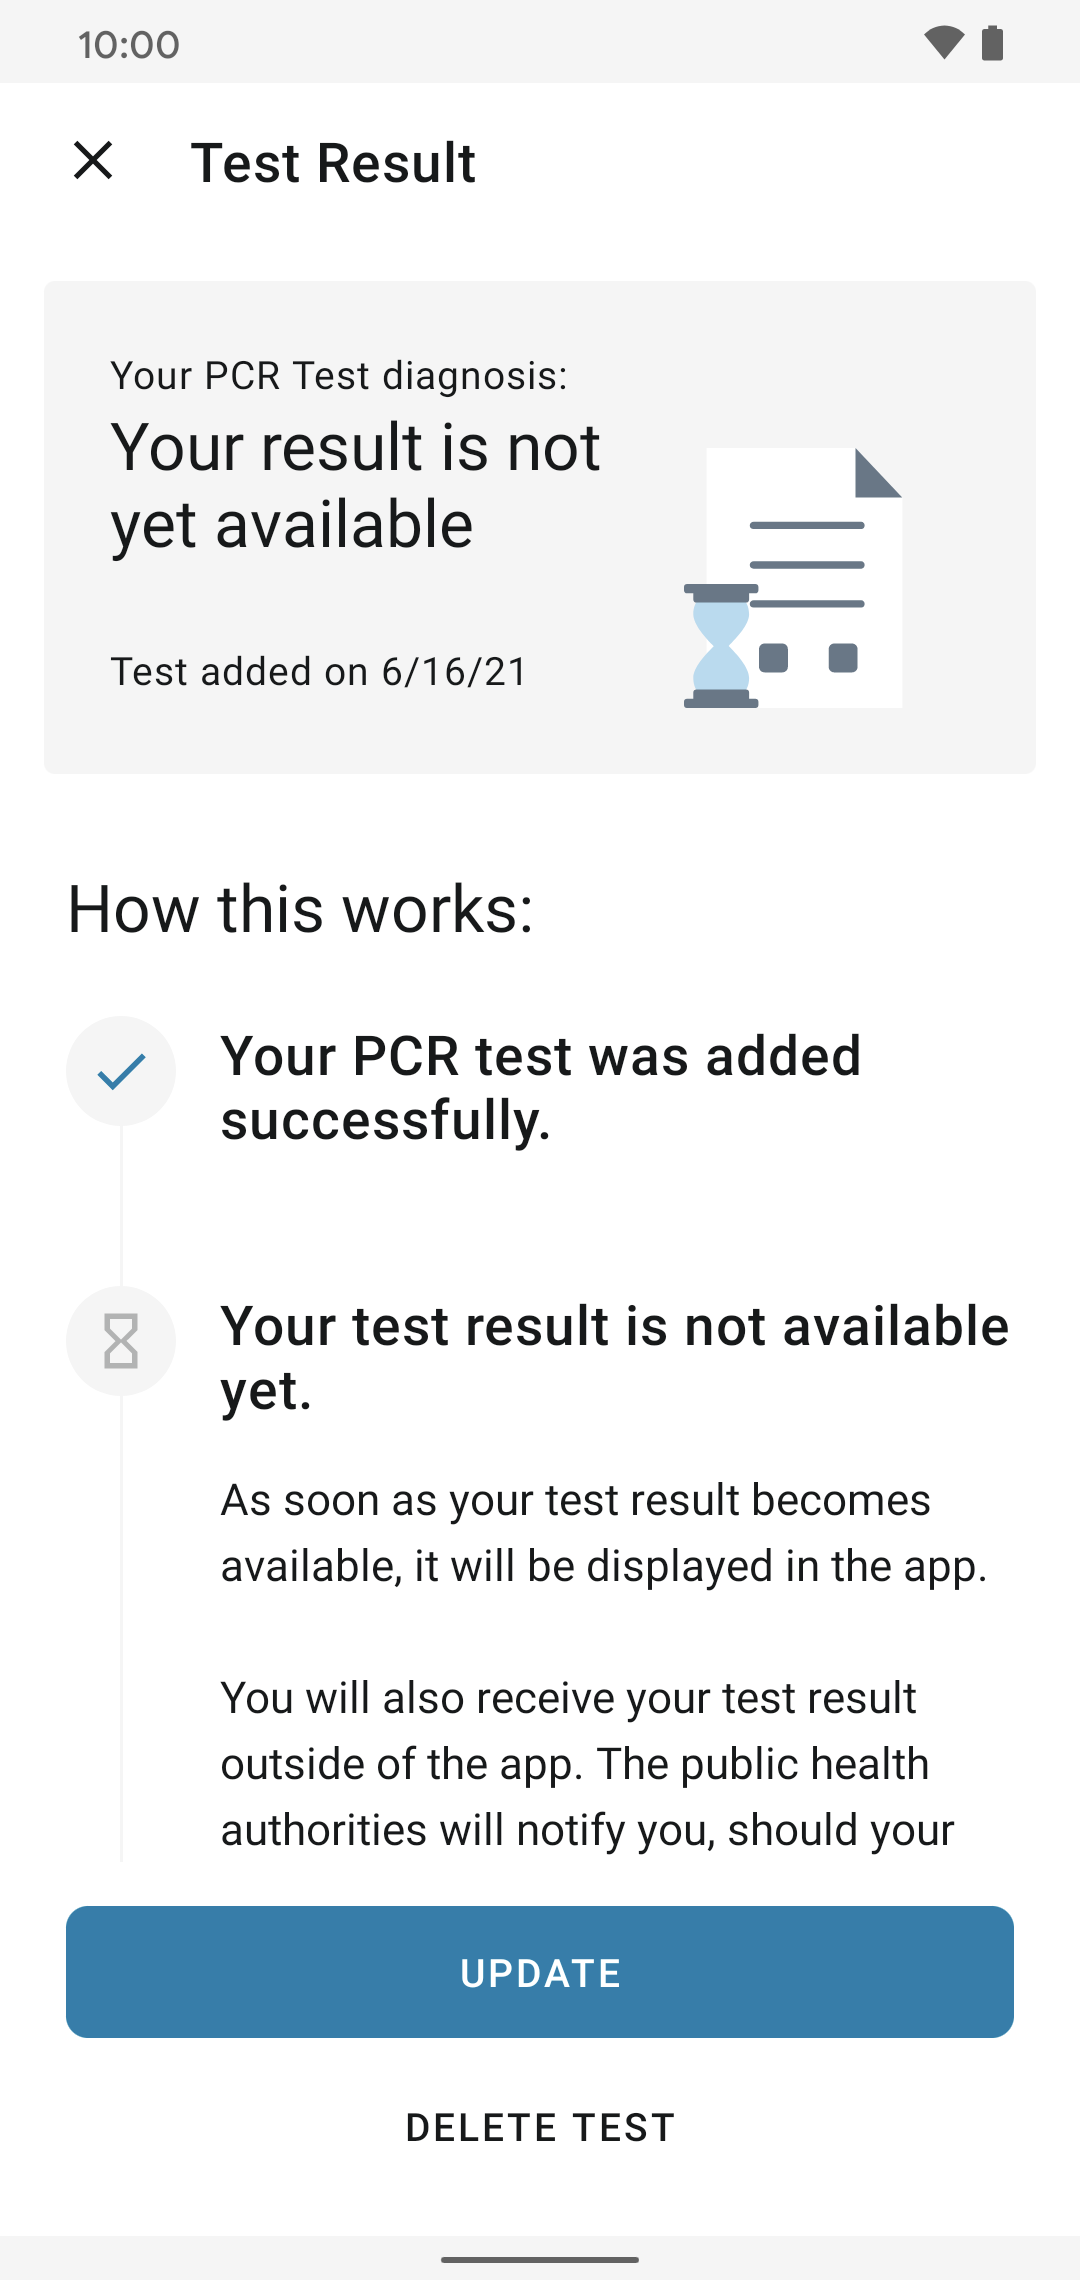 10:00
Test Result
Your PCR Test diagnosis:
Your result is not
yet available
Test added on 6/16/21
How this works:
Your PCR test was added
successfully.
Your test result is not available
yet.
As soon as your test result becomes
available, it will be displayed in the app.
You will also receive your test result
outside of the app. The public health
authorities will notify you, should your
UPDATE
DELETE TEST